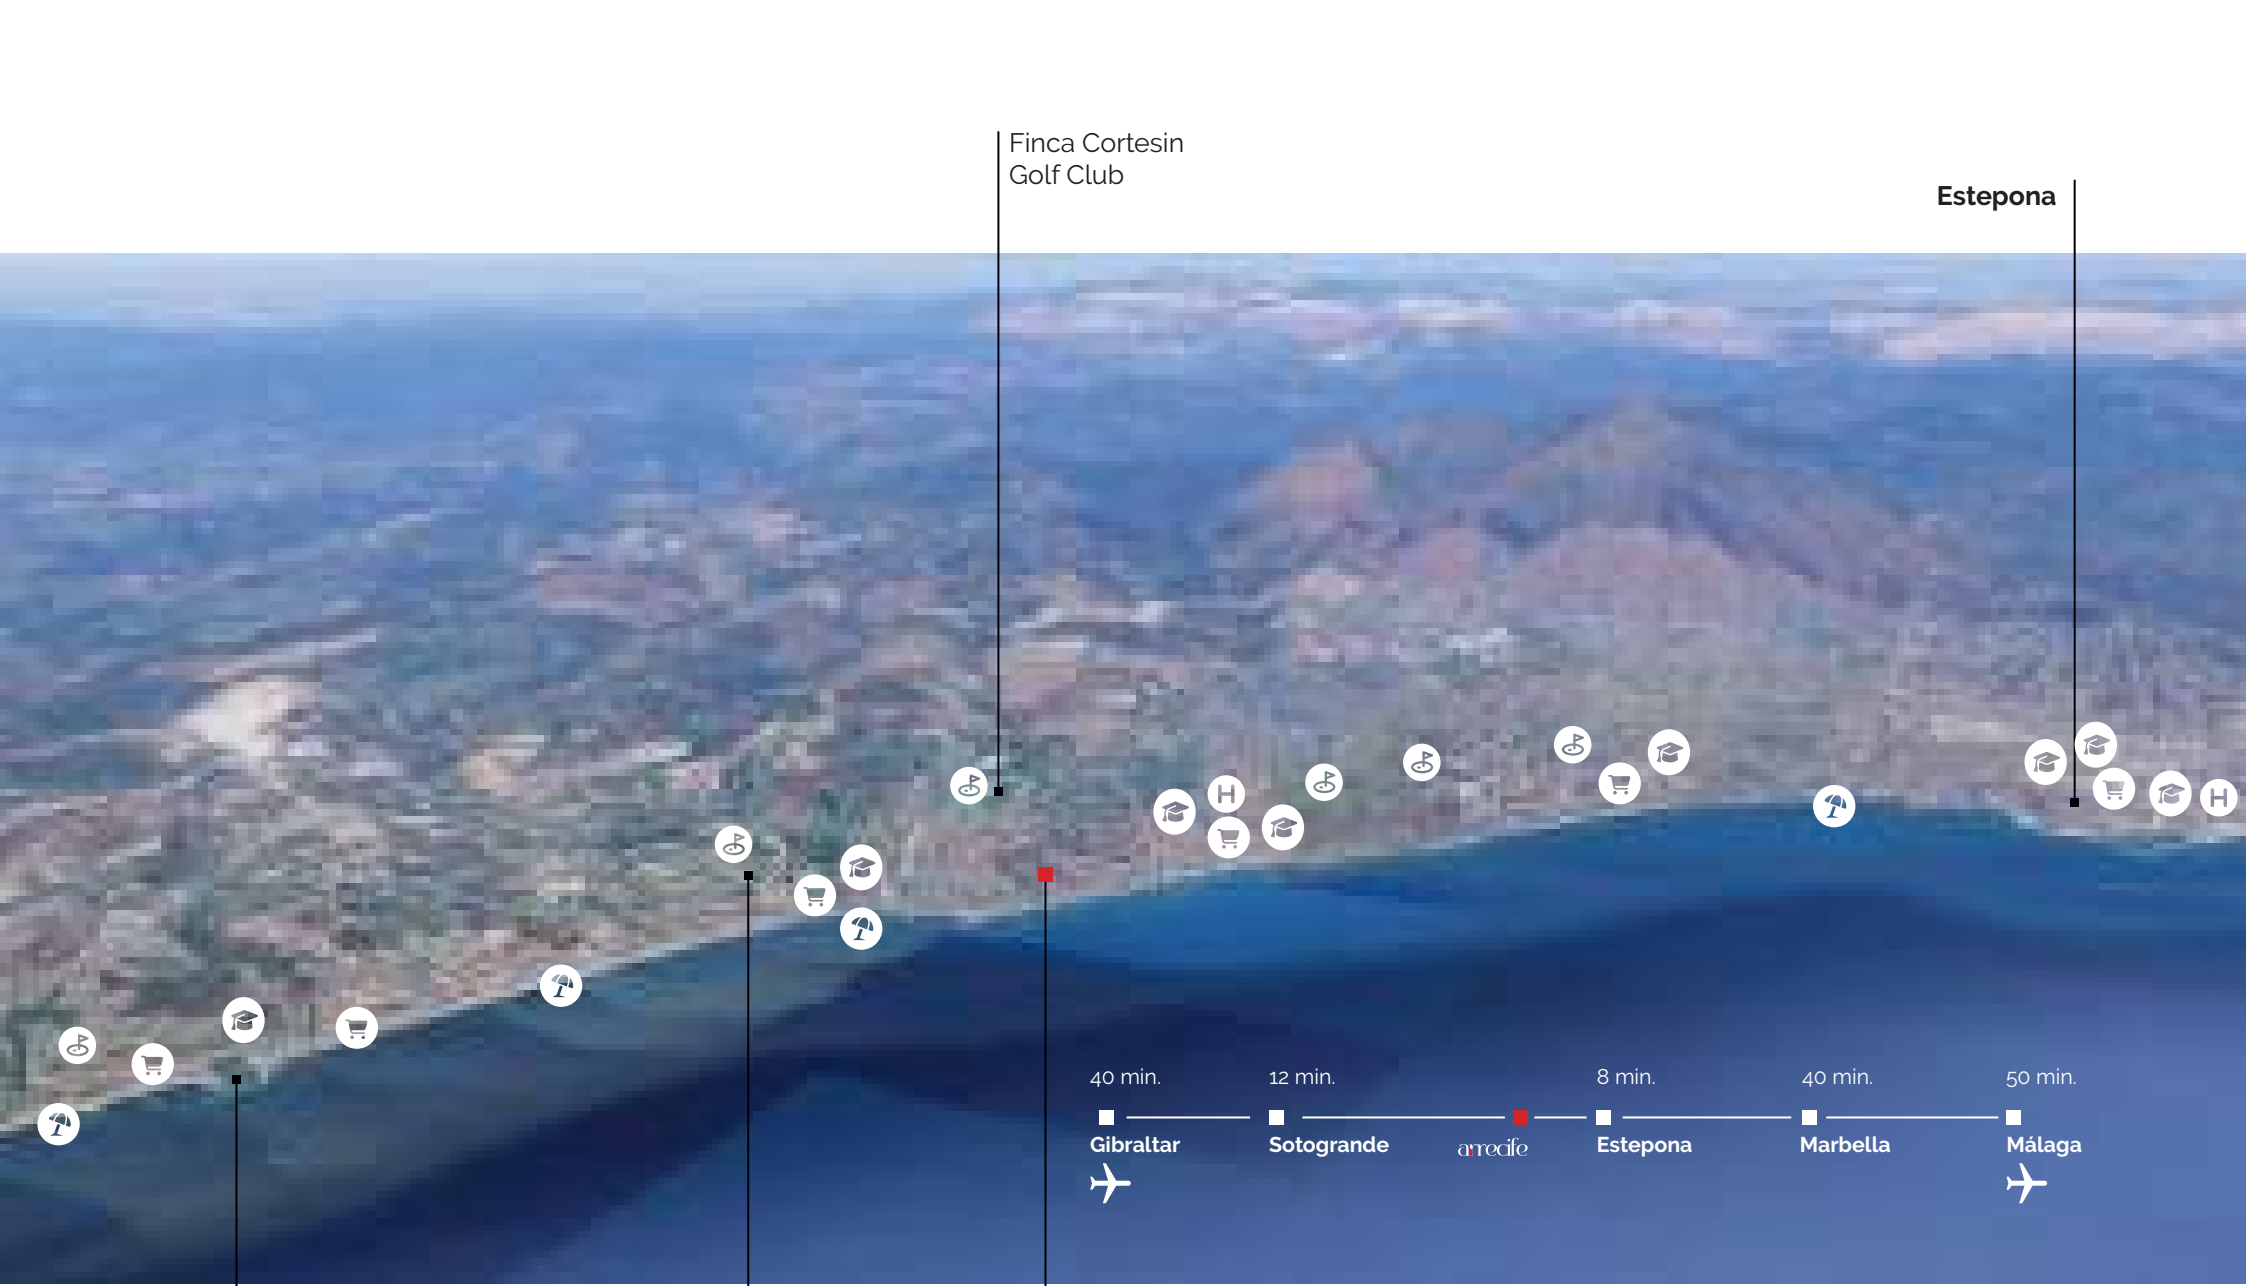 Finca Cortesin
Golf Club
Estepona
H
H
40 min.
12 min.
8 min.
40 min.
50 min.
Gibraltar
Sotogrande
arrecife
Estepona
Marbella
Málaga